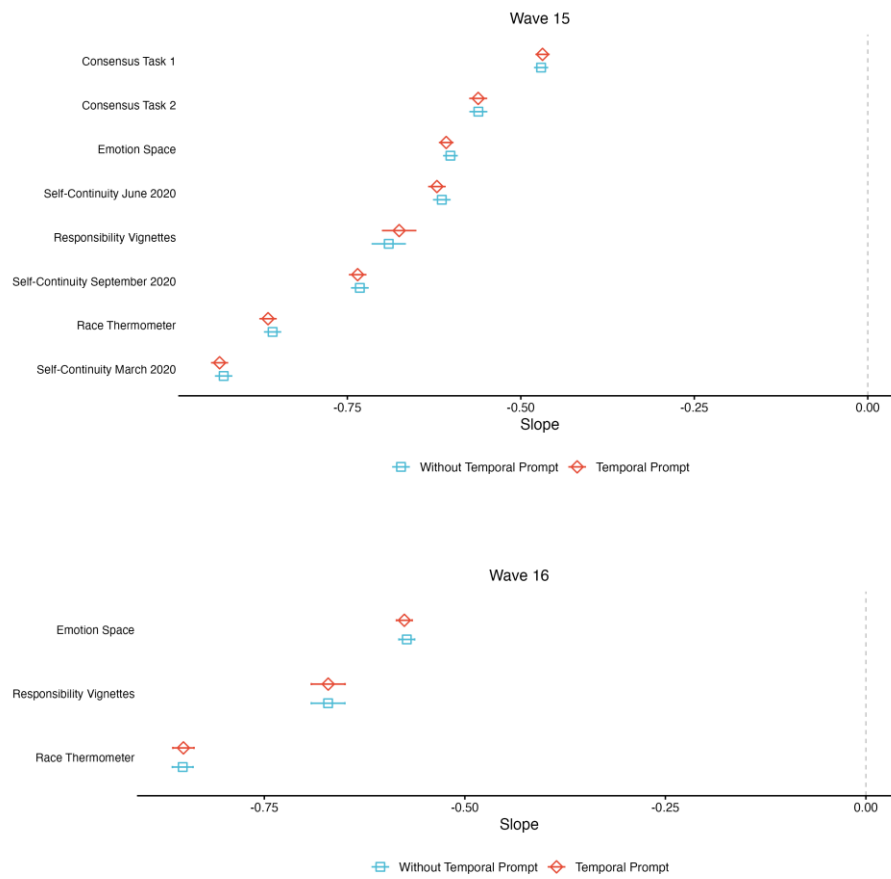 Wave 15
Consensus Task 1
Consensus Task 2
Emotion Space
Self-Continuity June 2020
Responsibility Vignettes
Self-Continuity September 2020
Race Thermometer
Self-Continuity March 2020
-0.75 -0.50 -0.25 0.00
Slope
Without Temporal Prompt Temporal Prompt
Wave 16
Emotion Space
Responsibility Vignettes
Race Thermometer
-0.75 -0.50 -0.25 0.00
Slope
Without Temporal Prompt Temporal Prompt